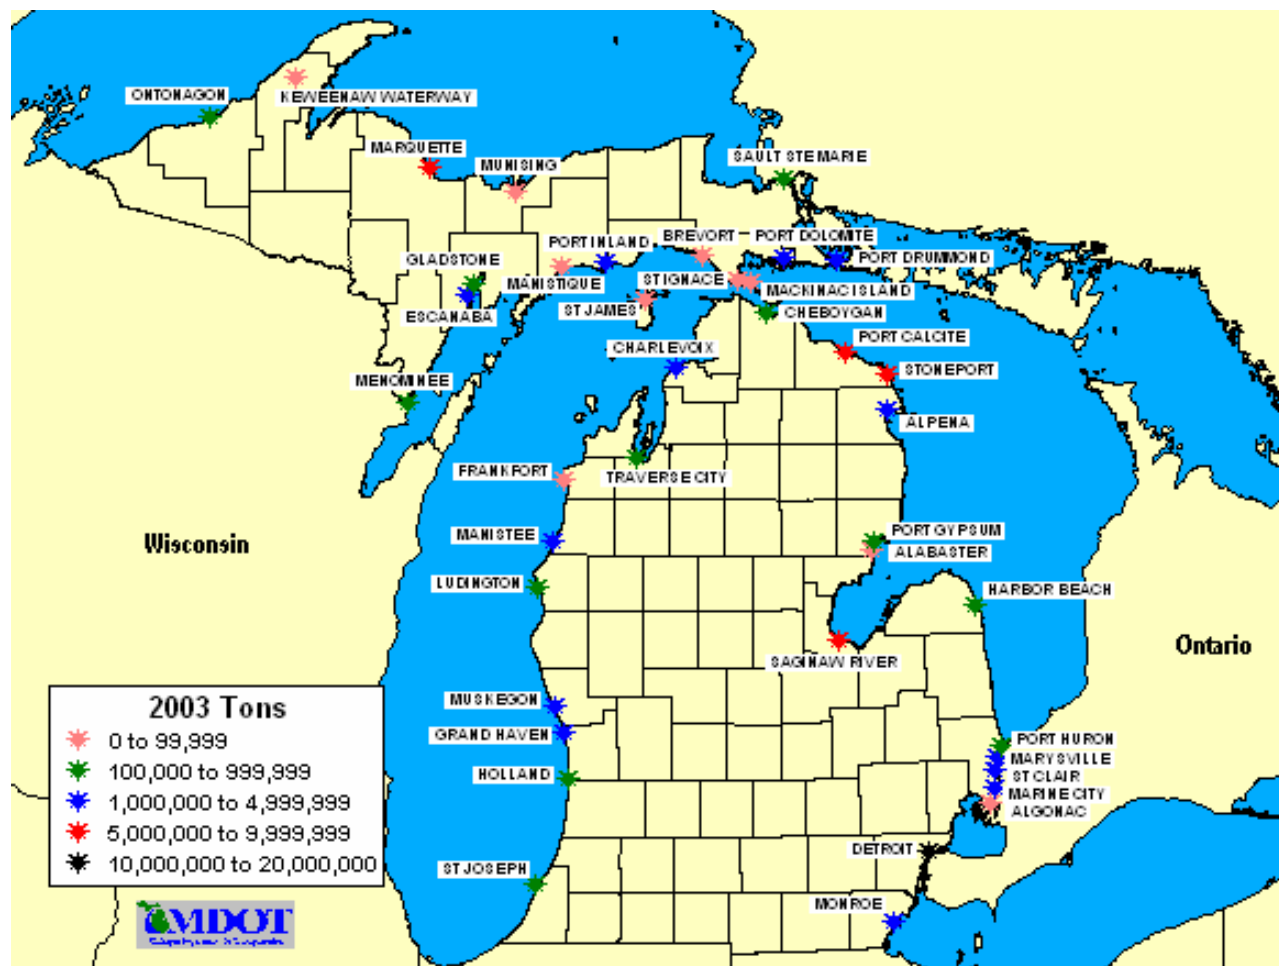 ONTONAGON
KEWEENAW WATERWAY
MARQUETTE
MUNISING
SAULT STE MARIE
PORT INLAND
BREVORT
PORT DOLOMITE
GLADSTONE
PORT DRUMMOND
MANISTIQUE
ST IGNACE
MACKINAC ISLAND
ESCANABA
ST JAMES
CHEBOYGAN
PORT CALCITE
CHARLEVOIX
STONEPORT
MENOMINEE
ALPENA
FRANKFORT
TRAVERSE CITY
PORT GYPSUM
MANISTEE
Wisconsin
ALABASTER
LUDINGTON
HARBOR BEACH
Ontario
SAGINAW RIVER
MUSKEGON
GRAND HAVEN
PORT HURON
MARYSVILLE
HOLLAND
ST CLAIR
MARINE CITY
ALGONAC
DETROIT
ST JOSEPH
MONROE
2003 Tons
0 to 99,999
100,000 to 999,999
1,000,000 to 4,999,999
5,000,000 to 9,999,999
10,000,000 to 20,000,000
MDOT